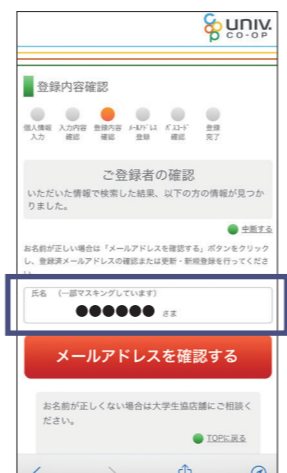 univ.
CO-OP
登録内容確認
個人情報 入力内容 登録内容 メールアドレス パスコード 登録
入力 確認 確認 登録 確認 完了
ご登録者の確認
いただいた情報で検索した結果、以下の方の情報が見つか
りました。
中断する
お名前が正しい場合は「メールアドレスを確認する」ボタンをクリック
し、登録済メールアドレスの確認または更新・新規登録を行ってくださ
い。
氏名 (一部マスキングしています)
●●●●●● さま
メールアドレスを確認する
お名前が正しくない場合は大学生協店舗にご相談く
ださい。
TOPに戻る